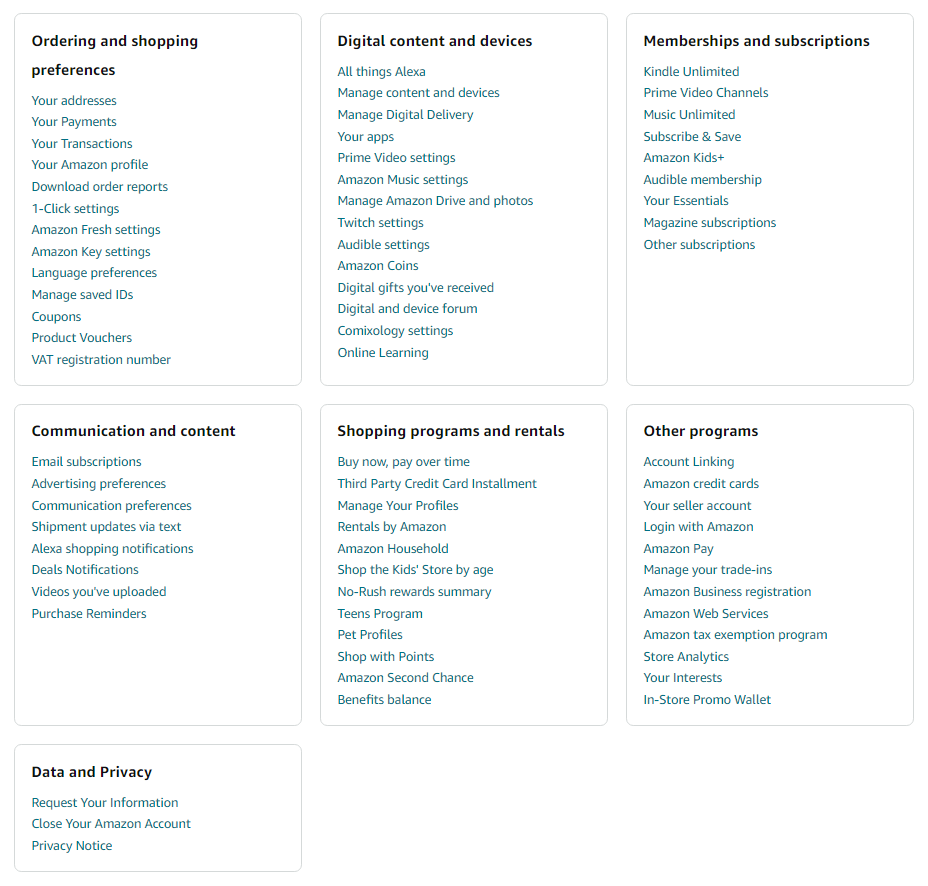 Ordering and shopping
preferences
Your addresses
Your Payments
Your Transactions
Your Amazon profile
Download order reports
1-Click settings
Amazon Fresh settings
Amazon Key settings
Language preferences
Manage saved IDs
Coupons
Product Vouchers
VAT registration number
Digital content and devices
All things Alexa
Manage content and devices
Manage Digital Delivery
Your apps
Prime Video settings
Amazon Music settings
Manage Amazon Drive and photos
Twitch settings
Audible settings
Amazon Coins
Digital gifts you've received
Digital and device forum
Comixology settings
Online Learning
Memberships and subscriptions
Kindle Unlimited
Prime Video Channels
Music Unlimited
Subscribe & Save
Amazon Kids+
Audible membership
Your Essentials
Magazine subscriptions
Other subscriptions
Communication and content
Email subscriptions
Advertising preferences
Communication preferences
Shipment updates via text
Alexa shopping notifications
Deals Notifications
Videos you've uploaded
Purchase Reminders
Shopping programs and rentals
Buy now, pay over time
Third Party Credit Card Installment
Manage Your Profiles
Rentals by Amazon
Amazon Household
Shop the Kids' Store by age
No-Rush rewards summary
Teens Program
Pet Profiles
Shop with Points
Amazon Second Chance
Benefits balance
Other programs
Account Linking
Amazon credit cards
Your seller account
Login with Amazon
Amazon Pay
Manage your trade-ins
Amazon Business registration
Amazon Web Services
Amazon tax exemption program
Store Analytics
Your Interests
In-Store Promo Wallet
Data and Privacy
Request Your Information
Close Your Amazon Account
Privacy Notice